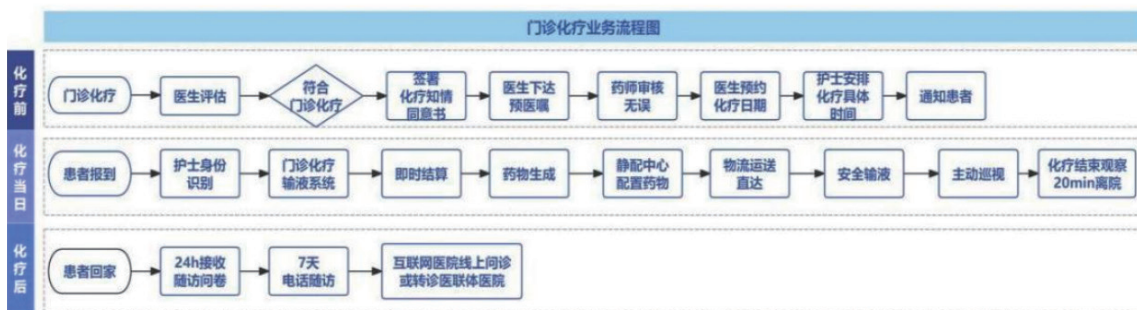 门诊化疗业务流程图
化疗前
门诊化疗
医生评估
符合
门诊化疗
签署
化疗知情
同意书
医生下达
预医嘱
药师审核
无误
医生预约
化疗日期
护士安排
化疗具体
时间
通知患者
化疗当日
患者报到
护士身份
识别
门诊化疗
输液系统
即时结算
药物生成
静配中心
配置药物
物流运送
直达
安全输液
主动巡视
化疗结束观察
20min离院
化疗后
患者回家
24h接收
随访问卷
7天
电话随访
互联网医院线上问诊
或转诊医联体医院